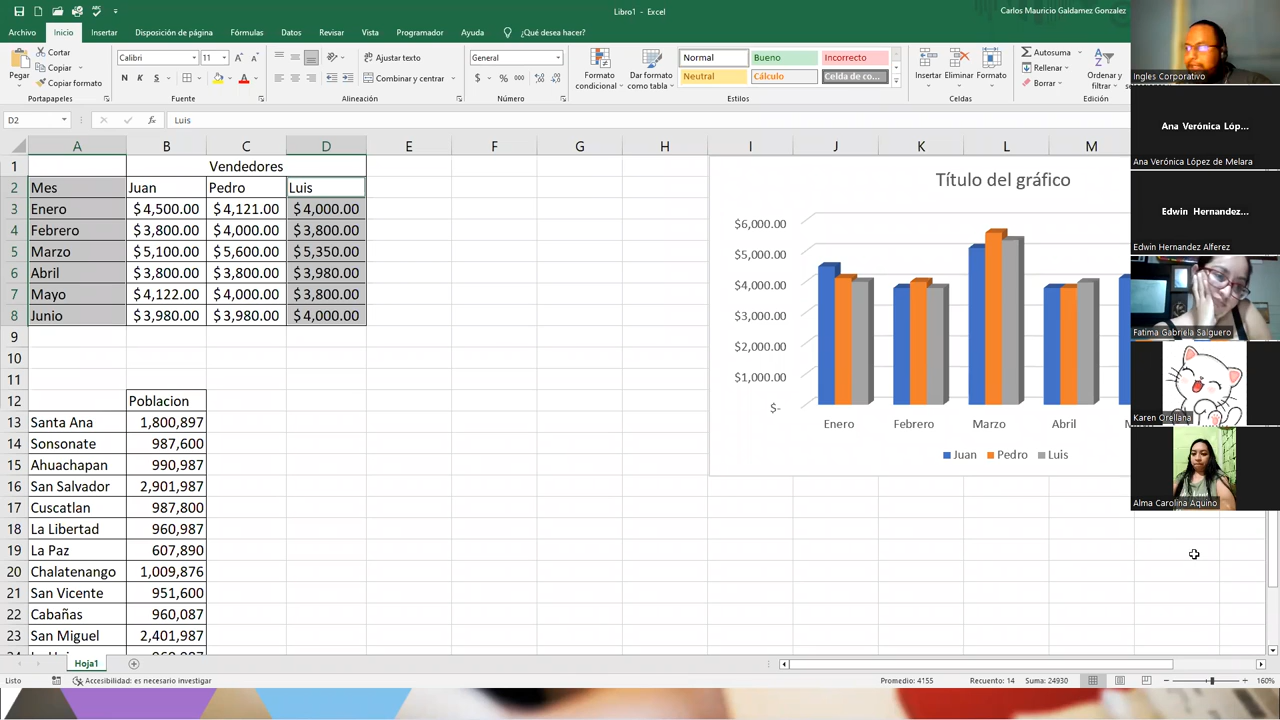 Libro1 - Excel
Carlos Mauricio Galdamez Gonzalez
Archivo Inicio Insertar Disposición de página Fórmulas Datos Revisar Vista Programador Ayuda ¿Qué desea hacer?
Pegar
Cortar
Copiar
Copiar formato
Portapapeles
Calibri 11
N K S
Fuente
Ajustar texto
Combinar y centrar
Alineación
General
$ % 000
Número
Formato condicional
Dar formato como tabla
Normal Bueno Incorrecto
Neutral Cálculo Celda de co...
Estilos
Insertar Eliminar Formato
Celdas
Autosuma
Rellenar
Borrar
Ordenar y filtrar
Edición
D2 fx Luis
A B C D E F G H I J K L M
1 Vendedores
2 Mes Juan Pedro Luis
3 Enero $ 4,500.00 $ 4,121.00 $ 4,000.00
4 Febrero $ 3,800.00 $ 4,000.00 $ 3,800.00
5 Marzo $ 5,100.00 $ 5,600.00 $ 5,350.00
6 Abril $ 3,800.00 $ 3,800.00 $ 3,980.00
7 Mayo $ 4,122.00 $ 4,000.00 $ 3,800.00
8 Junio $ 3,980.00 $ 3,980.00 $ 4,000.00
9
10
11
12 Poblacion
13 Santa Ana 1,800,897
14 Sonsonate 987,600
15 Ahuachapan 990,987
16 San Salvador 2,901,987
17 Cuscatlan 987,800
18 La Libertad 960,987
19 La Paz 607,890
20 Chalatenango 1,009,876
21 San Vicente 951,600
22 Cabañas 960,087
23 San Miguel 2,401,987
Título del gráfico
$6,000.00
$5,000.00
$4,000.00
$3,000.00
$2,000.00
$1,000.00
$-
Enero Febrero Marzo Abril
Juan Pedro Luis
Ingles Corporativo
Ana Verónica Lóp...
Ana Verónica López de Melara
Edwin Hernandez...
Edwin Hernandez Alferez
Fatima Gabriela Salguero
Karen Orellana
Alma Carolina Aquino
Hoja1
Listo Accesibilidad: es necesario investigar Promedio: 4155 Recuento: 14 Suma: 24930 160%